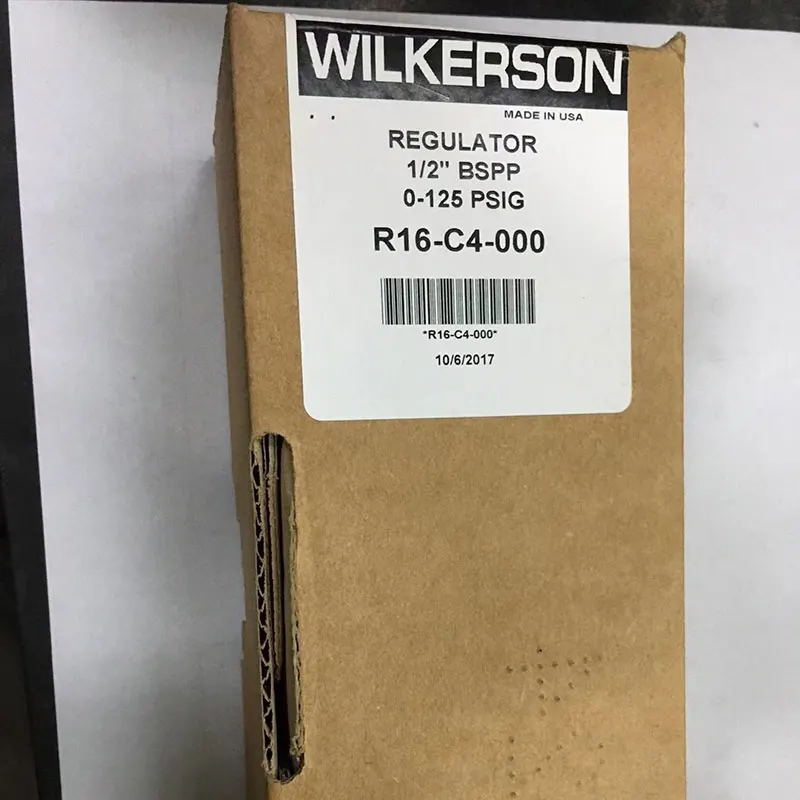 WILKERSON
MADE IN USA
REGULATOR
1/2" BSPP
0-125 PSIG
R16-C4-000
*R16-C4-000*
10/6/2017